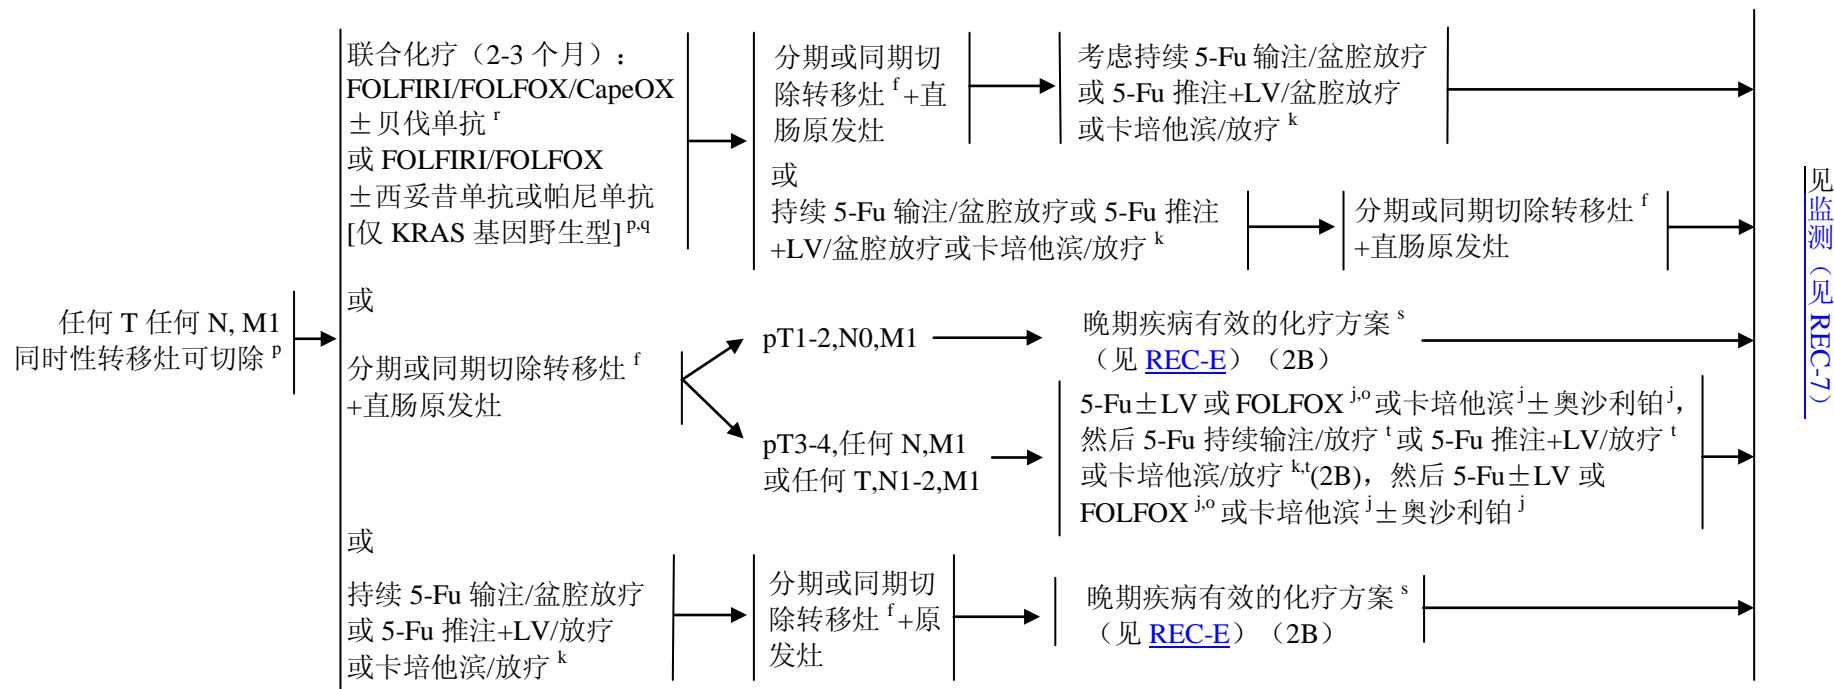 任何 T 任何 N, M1
同时性转移灶可切除 p
联合化疗（2-3 个月）:
FOLFIRI/FOLFOX/CapeOX
±贝伐单抗 r
或 FOLFIRI/FOLFOX
±西妥昔单抗或帕尼单抗
[仅 KRAS 基因野生型] p,q
分期或同期切
除转移灶 f +直
肠原发灶
考虑持续 5-Fu 输注/盆腔放疗
或 5-Fu 推注+LV/盆腔放疗
或卡培他滨/放疗 k
或
持续 5-Fu 输注/盆腔放疗或 5-Fu 推注
+LV/盆腔放疗或卡培他滨/放疗 k
分期或同期切除转移灶 f
+直肠原发灶
或
分期或同期切除转移灶 f
+直肠原发灶
pT1-2,N0,M1
晚期疾病有效的化疗方案 s
（见 REC-E）（2B）
pT3-4,任何 N,M1
或任何 T,N1-2,M1
5-Fu±LV 或 FOLFOX j,o 或卡培他滨 j ±奥沙利铂 j，
然后 5-Fu 持续输注/放疗 t 或 5-Fu 推注+LV/放疗 t
或卡培他滨/放疗 k,t(2B)，然后 5-Fu±LV 或
FOLFOX j,o 或卡培他滨 j ±奥沙利铂 j
或
持续 5-Fu 输注/盆腔放疗
或 5-Fu 推注+LV/放疗
或卡培他滨/放疗 k
分期或同期切
除转移灶 f +原
发灶
晚期疾病有效的化疗方案 s
（见 REC-E）（2B）
见监测（见 REC-7）